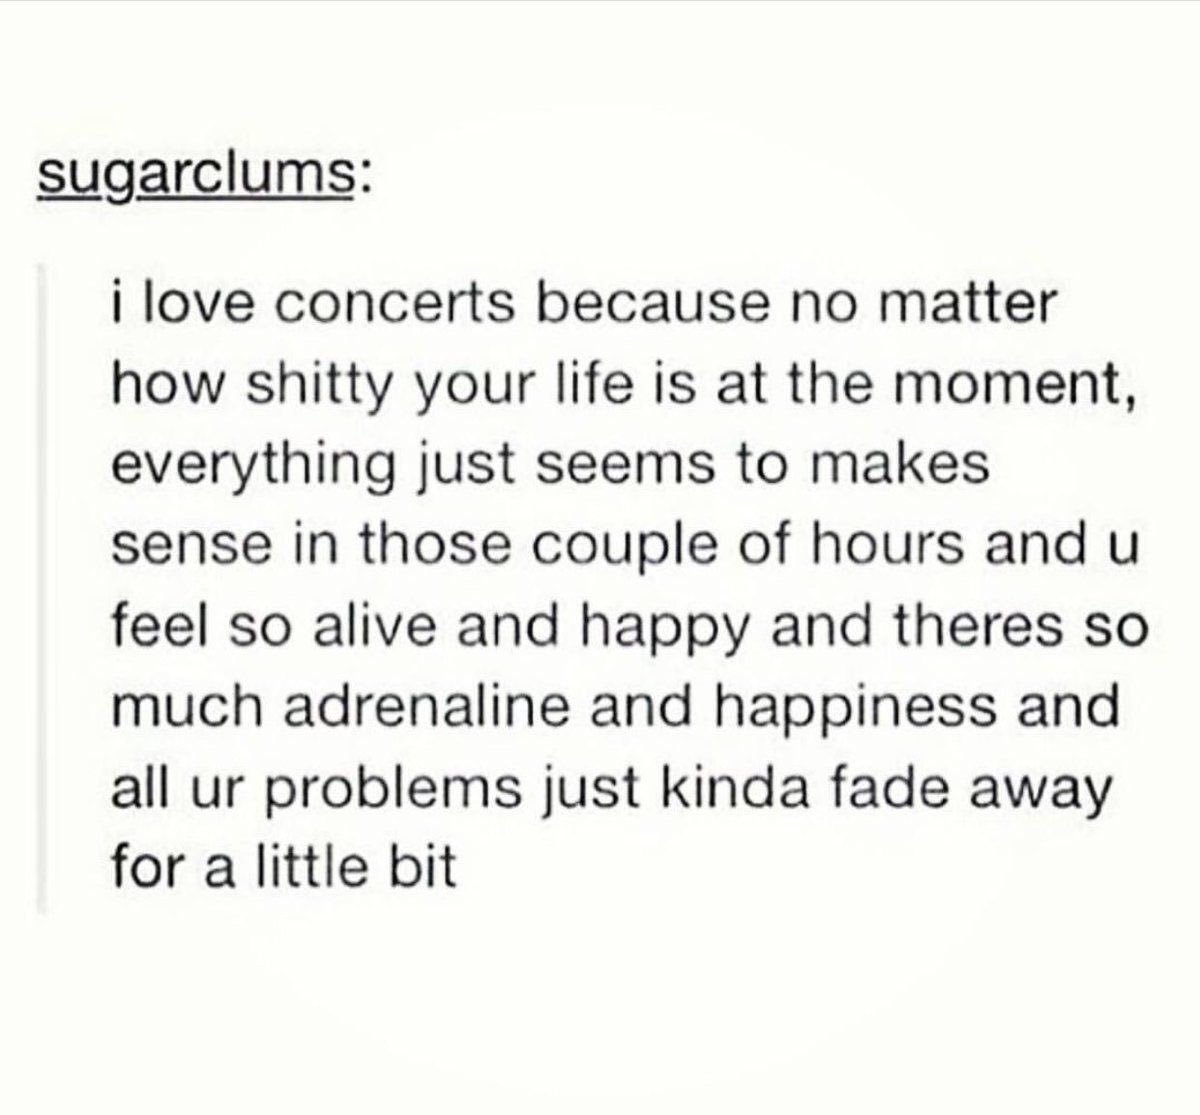 sugarclums:
i love concerts because no matter
how shitty your life is at the moment,
everything just seems to makes
sense in those couple of hours and u
feel so alive and happy and theres so
much adrenaline and happiness and
all ur problems just kinda fade away
for a little bit